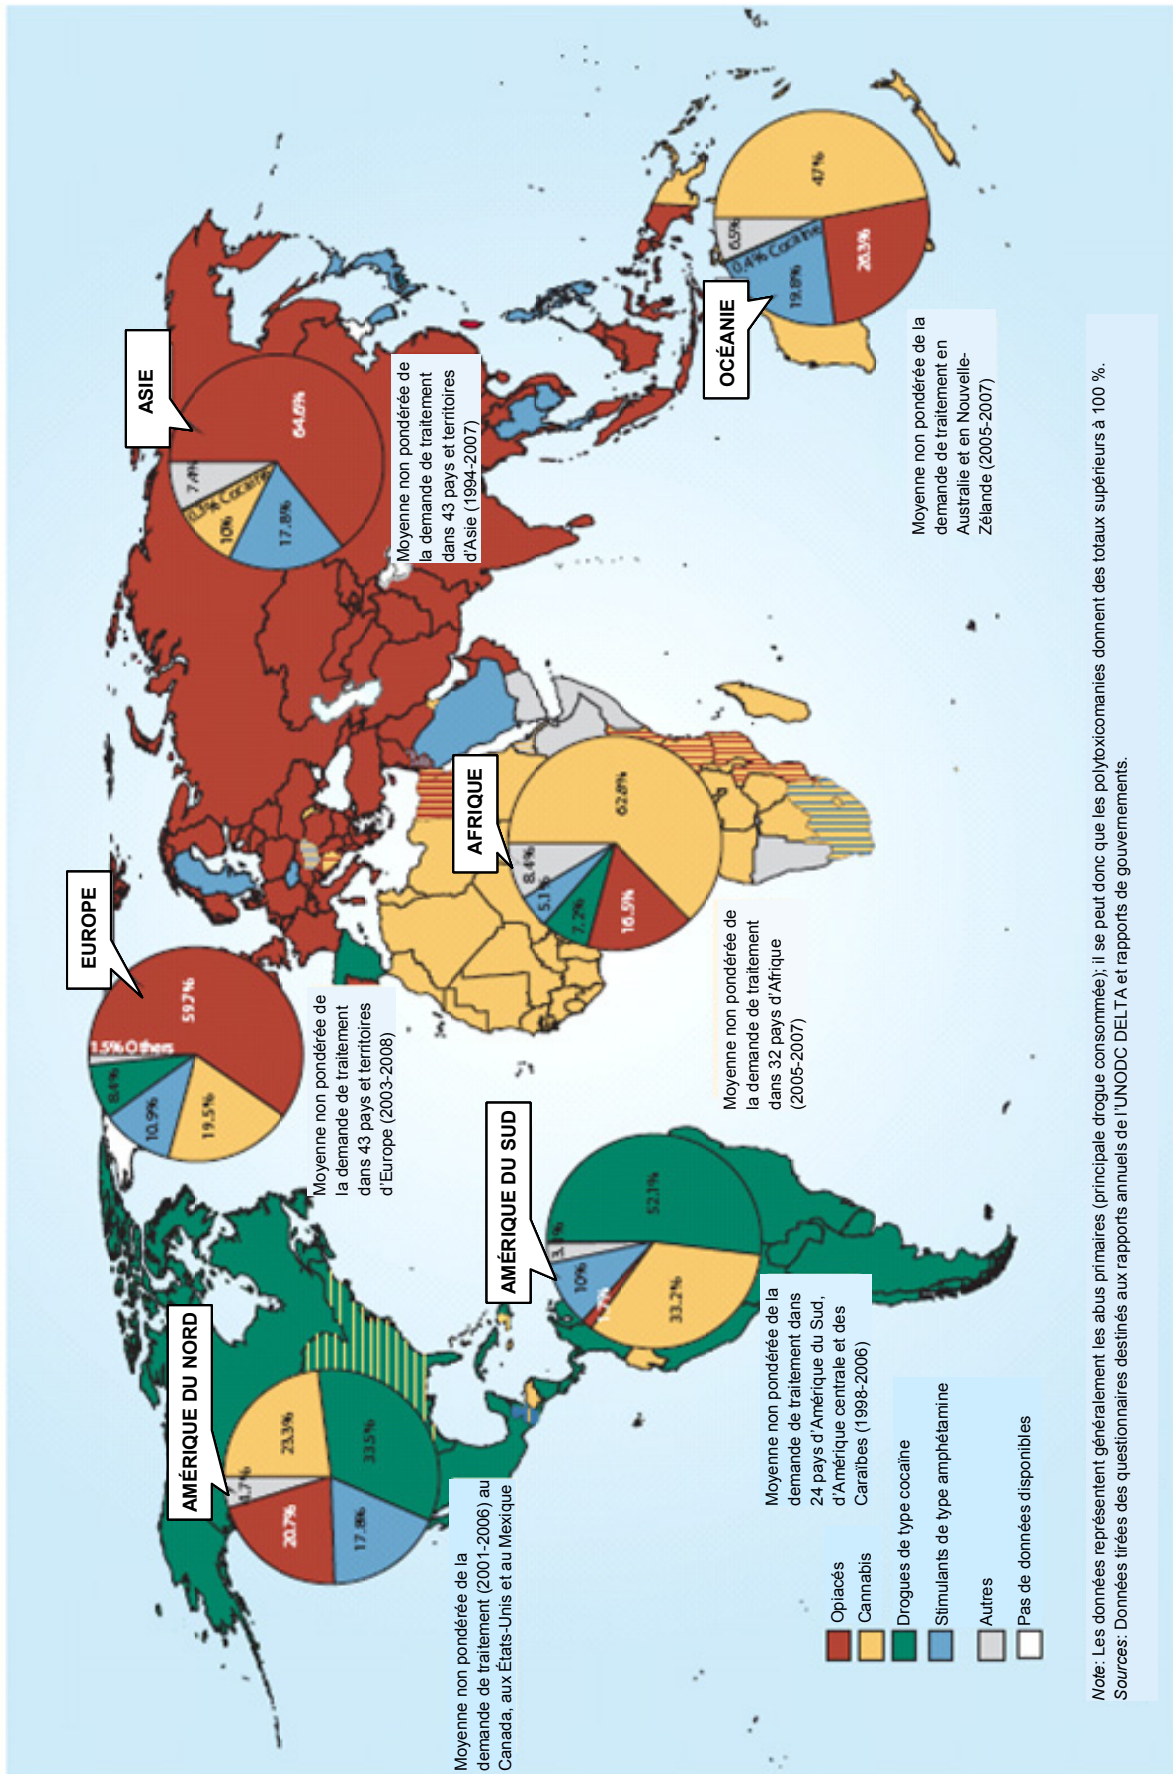 EUROPE
1.5% Others
8.4%
10.9%
19.5%
59.7%
Moyenne non pondérée de
la demande de traitement
dans 43 pays et territoires
d'Europe (2003-2008)
ASIE
7.4%
0.3% Cocaine
10%
17.8%
64.6%
Moyenne non pondérée de
la demande de traitement
dans 43 pays et territoires
d'Asie (1994-2007)
AMÉRIQUE DU NORD
4.7%
23.3%
20.7%
33.5%
17.8%
Moyenne non pondérée de la
demande de traitement (2001-2006) au
Canada, aux États-Unis et au Mexique
AFRIQUE
8.4%
5.1%
7.2%
16.5%
62.8%
Moyenne non pondérée de
la demande de traitement
dans 32 pays d'Afrique
(2005-2007)
AMÉRIQUE DU SUD
3.1%
10%
52.1%
33.2%
Moyenne non pondérée de la
demande de traitement dans
24 pays d'Amérique du Sud,
d'Amérique centrale et des
Caraïbes (1998-2006)
OCÉANIE
6.5%
0.4% Cocaine
19.8%
47%
26.3%
Moyenne non pondérée de la
demande de traitement en
Australie et en Nouvelle-
Zélande (2005-2007)
Opiacés
Cannabis
Drogues de type cocaïne
Stimulants de type amphétamine
Autres
Pas de données disponibles
Note: Les données représentent généralement les abus primaires (principale drogue consommée); il se peut donc que les polytoxicomanies donnent des totaux supérieurs à 100 %.
Sources: Données tirées des questionnaires destinés aux rapports annuels de l'UNODC DELTA et rapports de gouvernements.